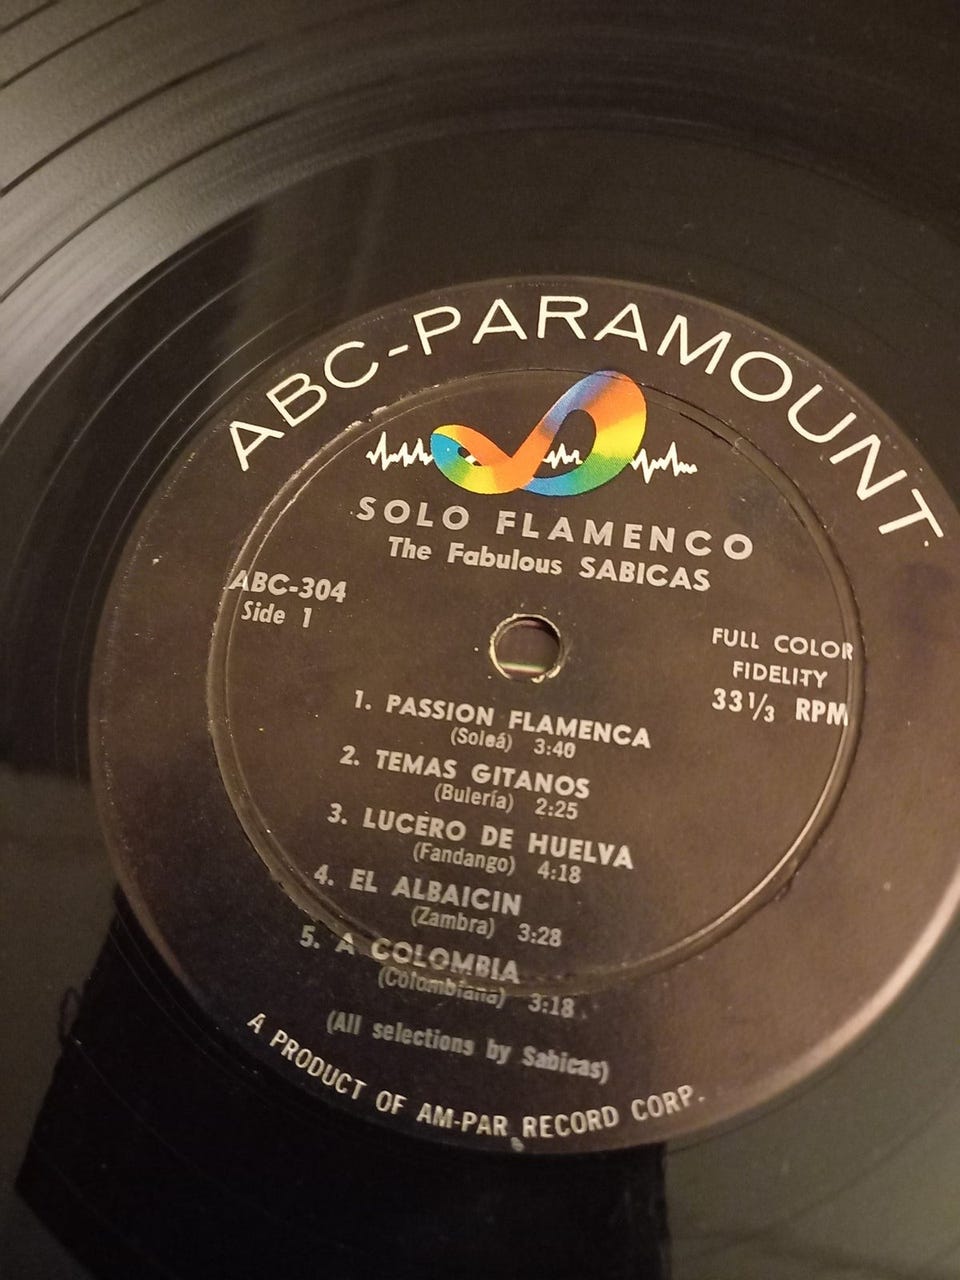 ABC-PARAMOUNT
SOLO FLAMENCO
The Fabulous SABICAS
ABC-304
Side 1
FULL COLOR
FIDELITY
33⅓ RPM
1. PASSION FLAMENCA
(Soleá) 3:40
2. TEMAS GITANOS
(Bulería) 2:25
3. LUCERO DE HUELVA
(Fandango) 4:18
4. EL ALBAICIN
(Zambra) 3:28
5. A COLOMBIA
(Colombiana) 3:18
(All selections by Sabicas)
A PRODUCT OF AM-PAR RECORD CORP.